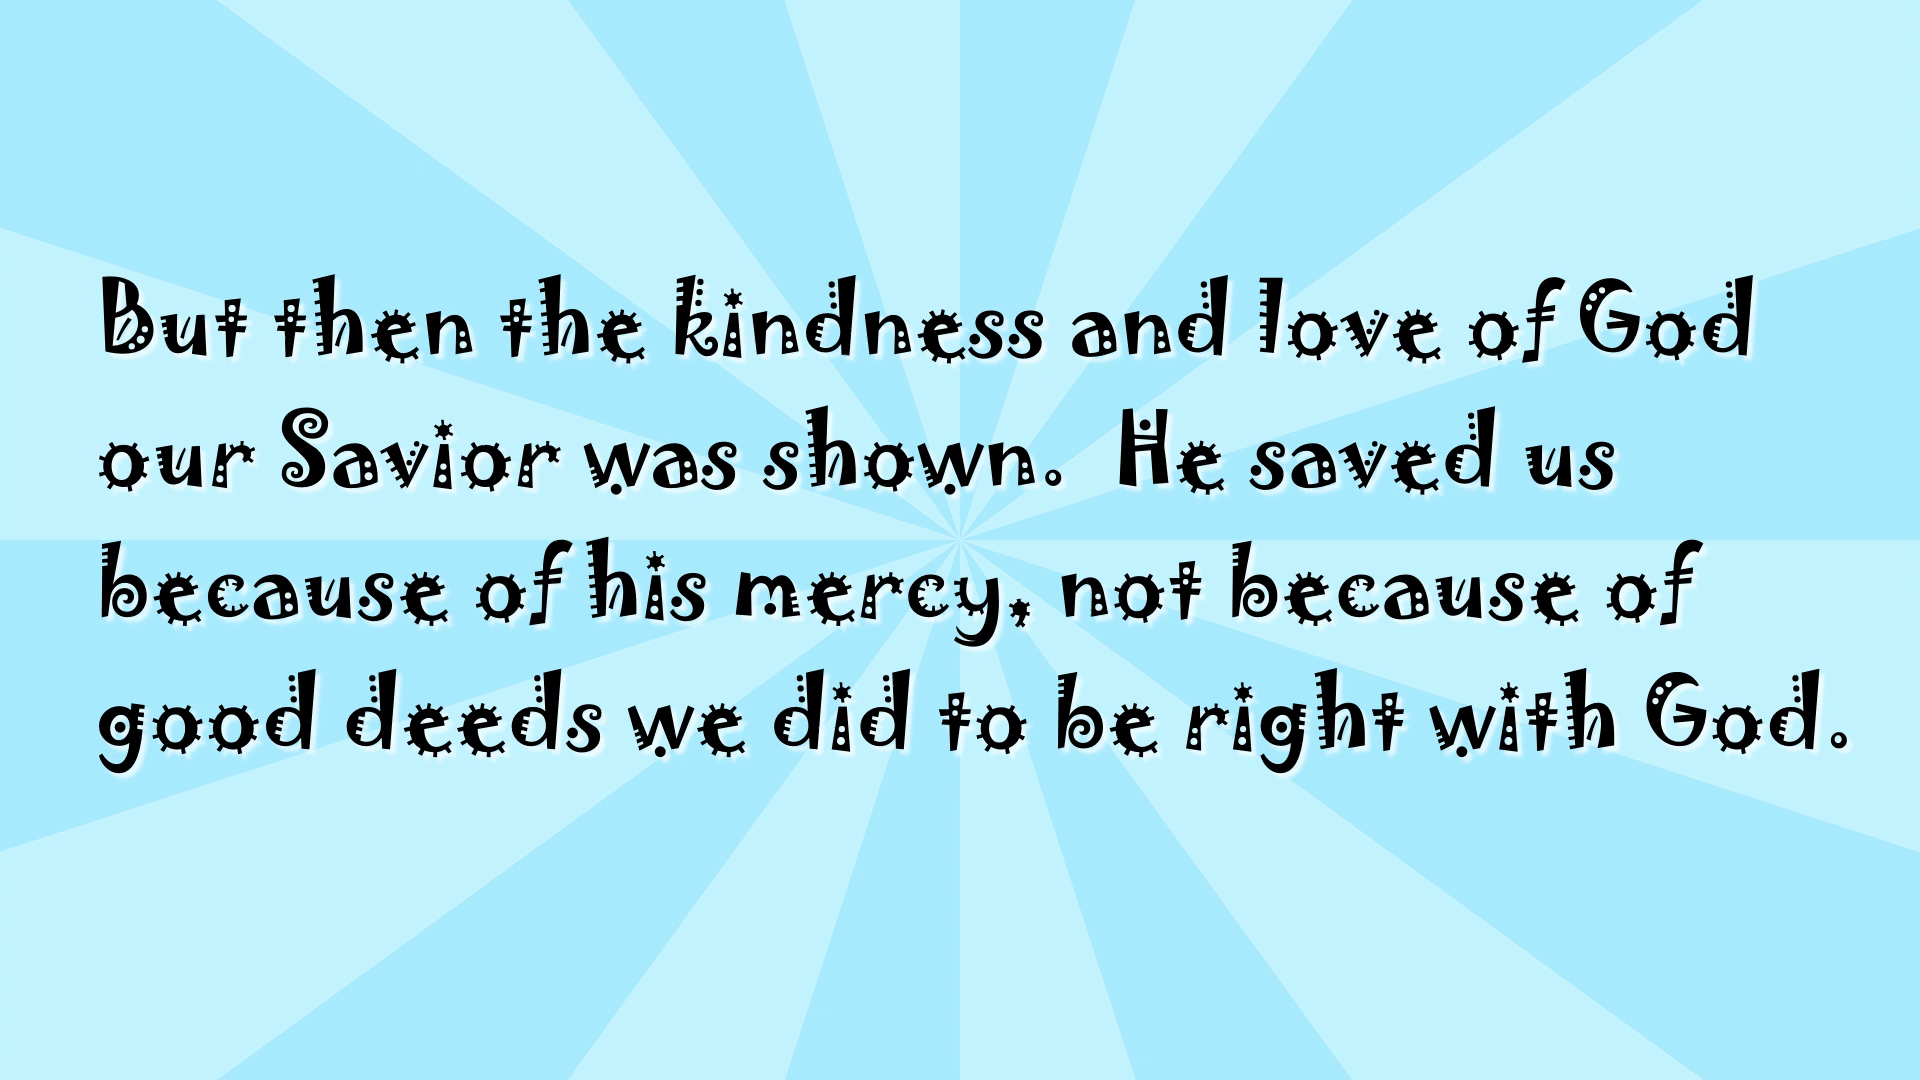 But then the kindness and love of God
our Savior was shown.  He saved us
because of his mercy, not because of
good deeds we did to be right with God.